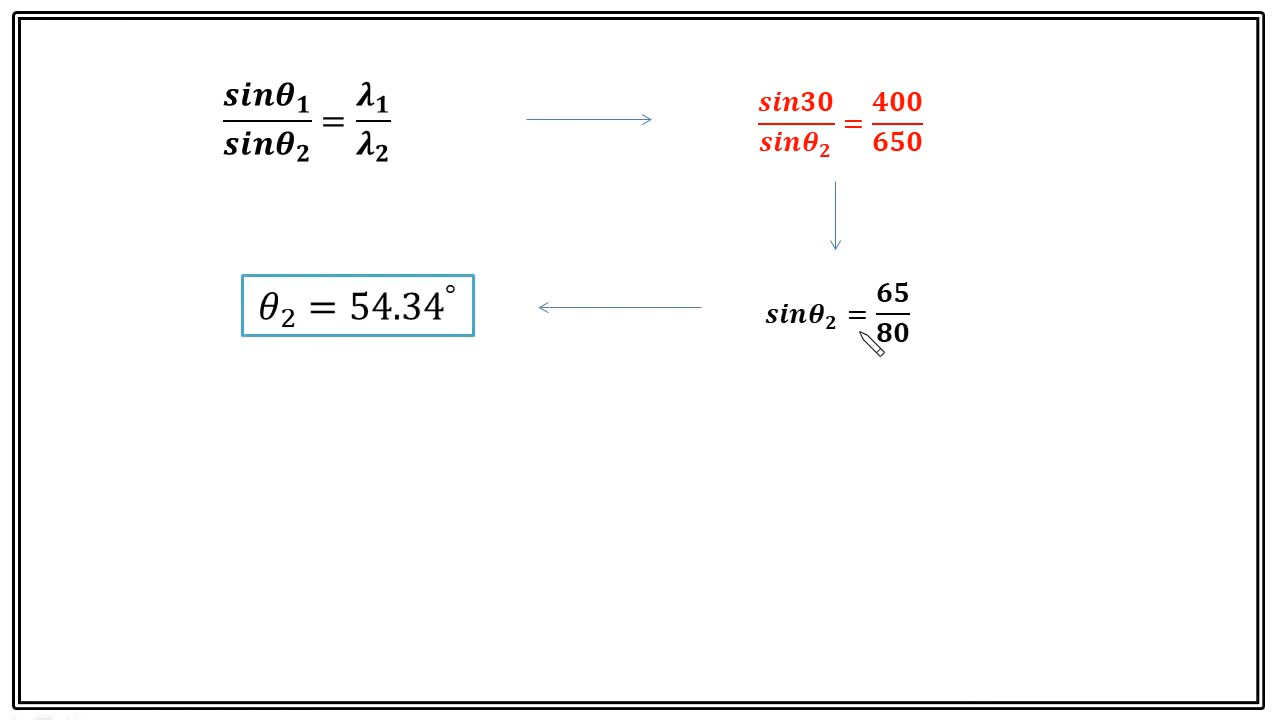 sinθ₁/sinθ₂ = λ₁/λ₂
sin30/sinθ₂ = 400/650
sinθ₂ = 65/80
θ₂ = 54.34°